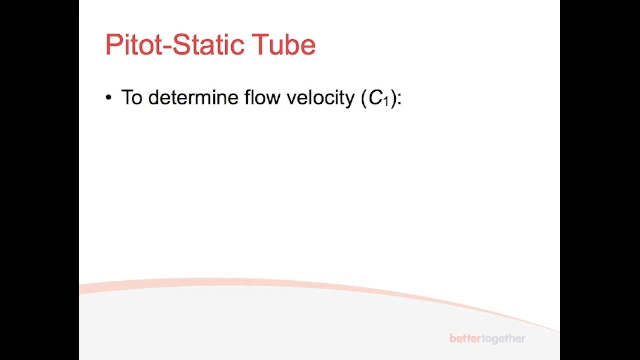 Pitot-Static Tube
• To determine flow velocity (C₁):
bettertogether